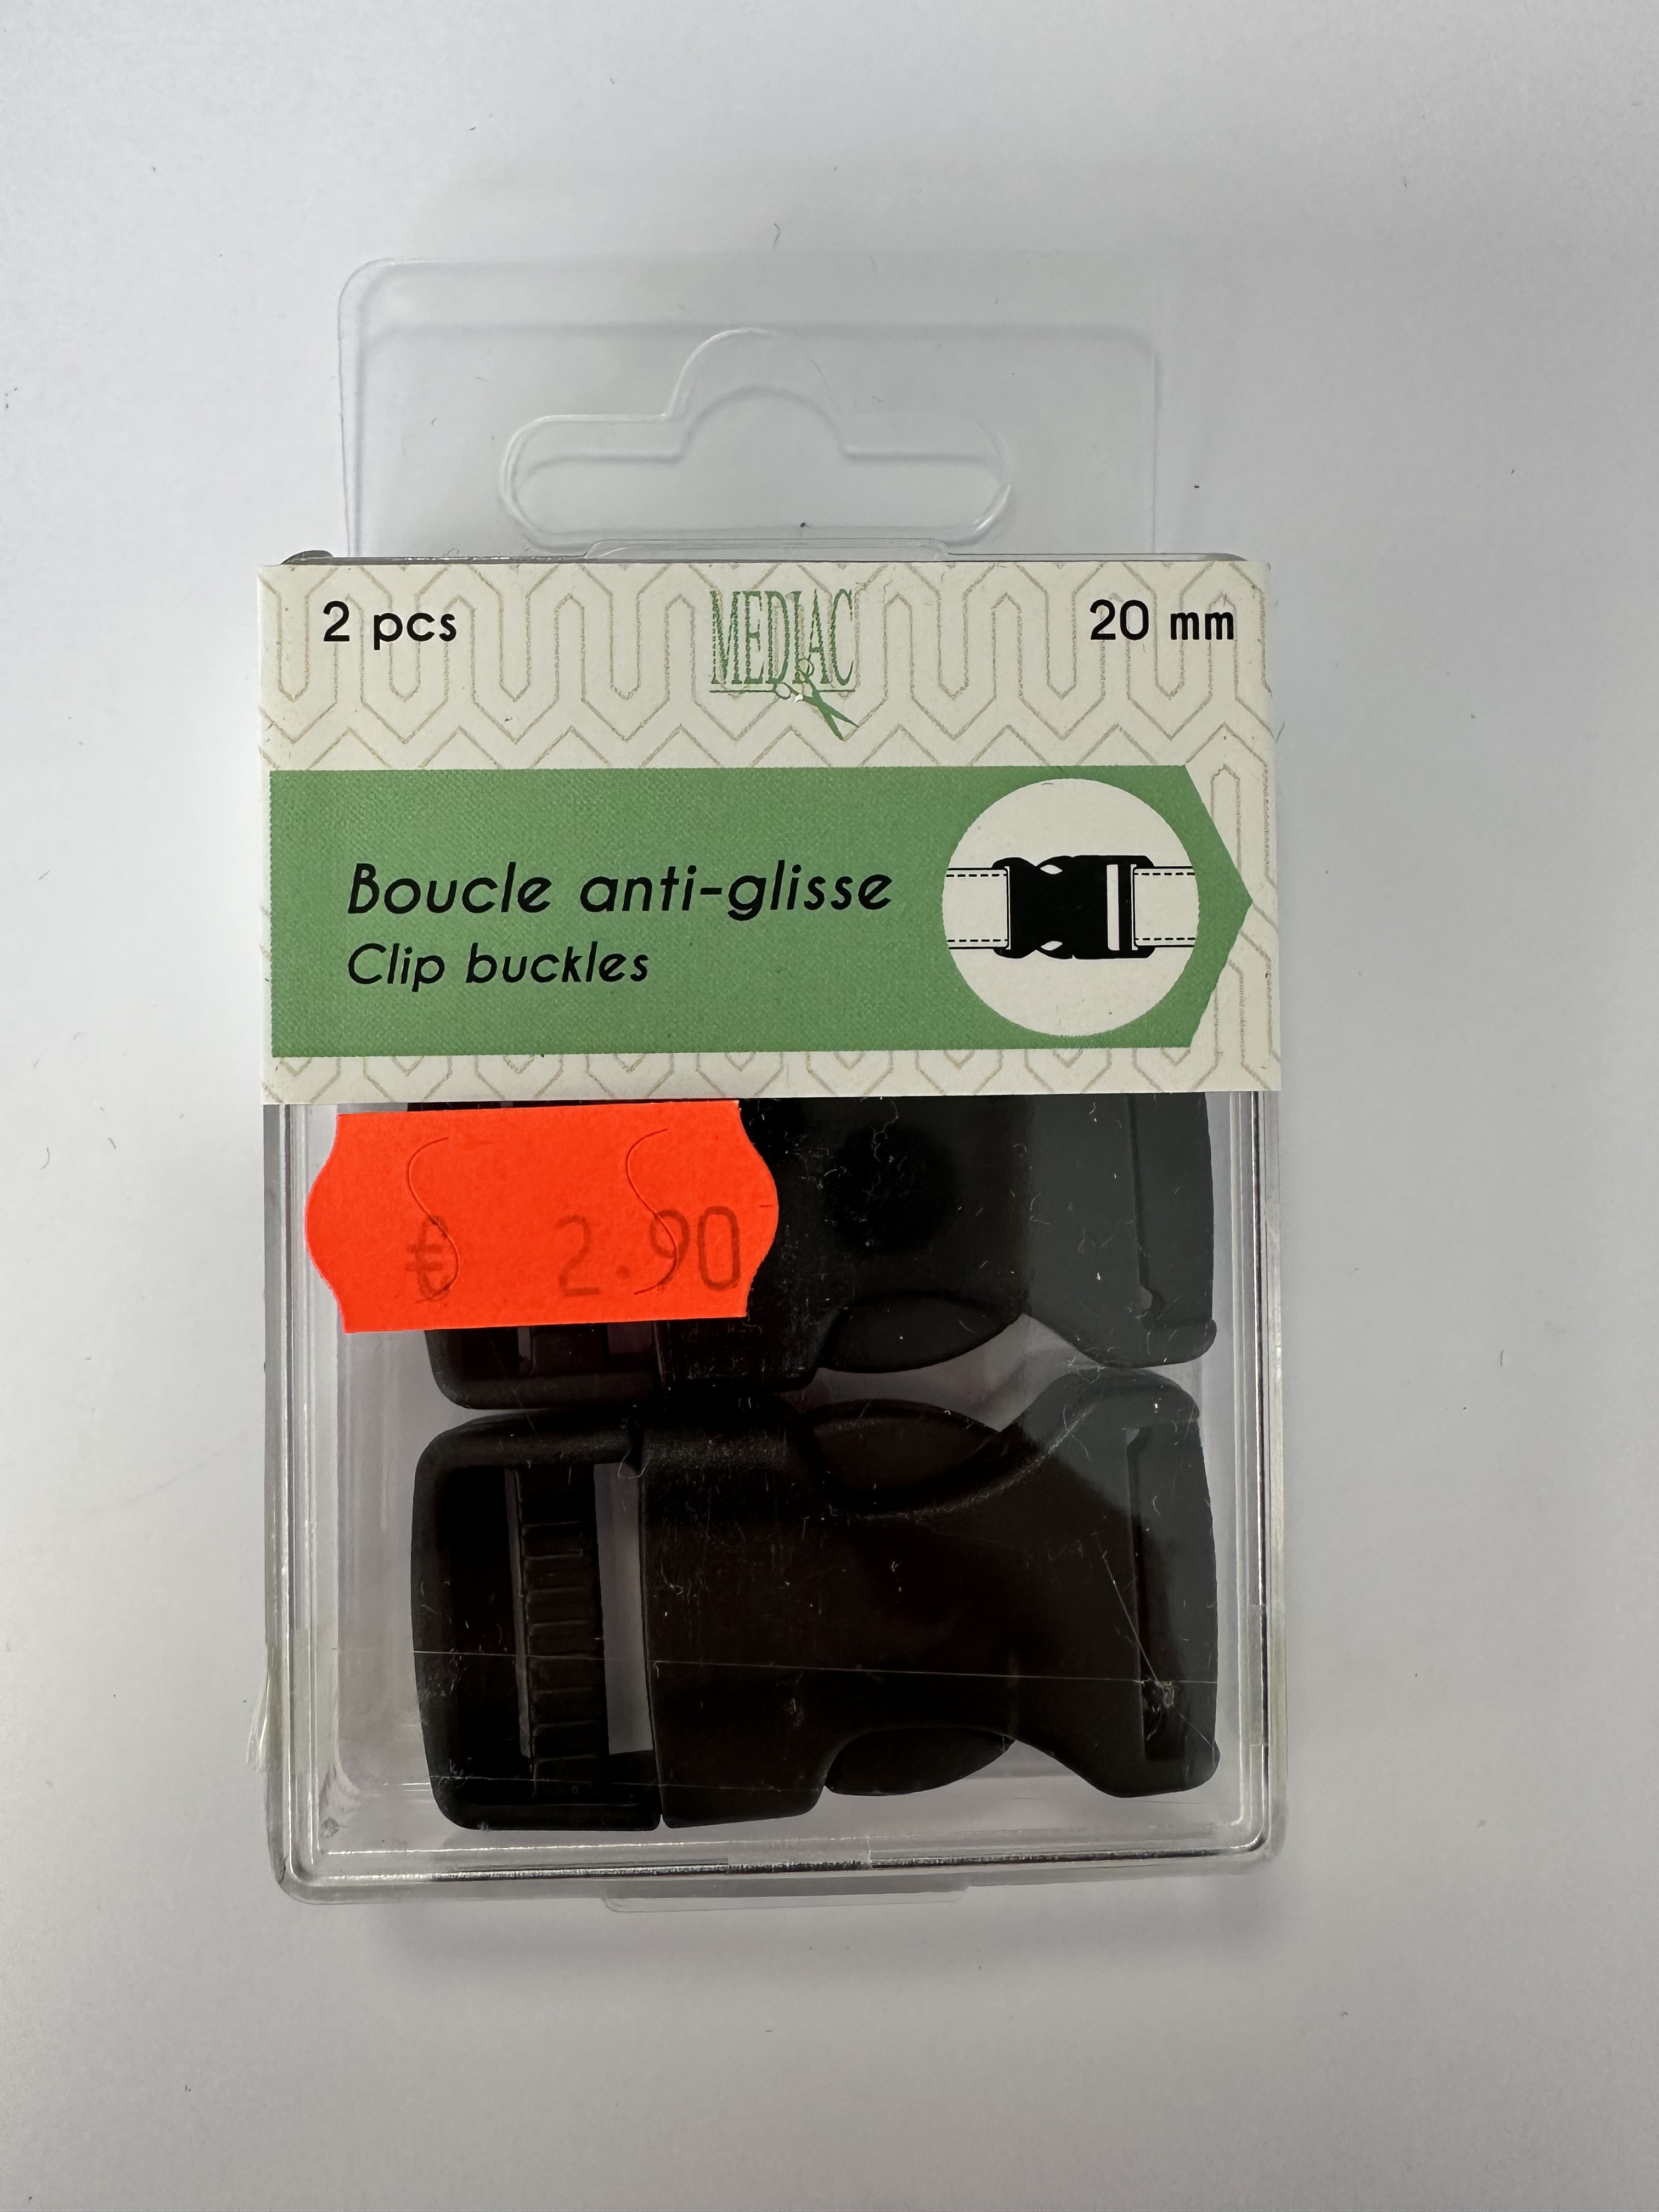 2 pcs
MEDIAC
20 mm
Boucle anti-glisse
Clip buckles
€ 2.90